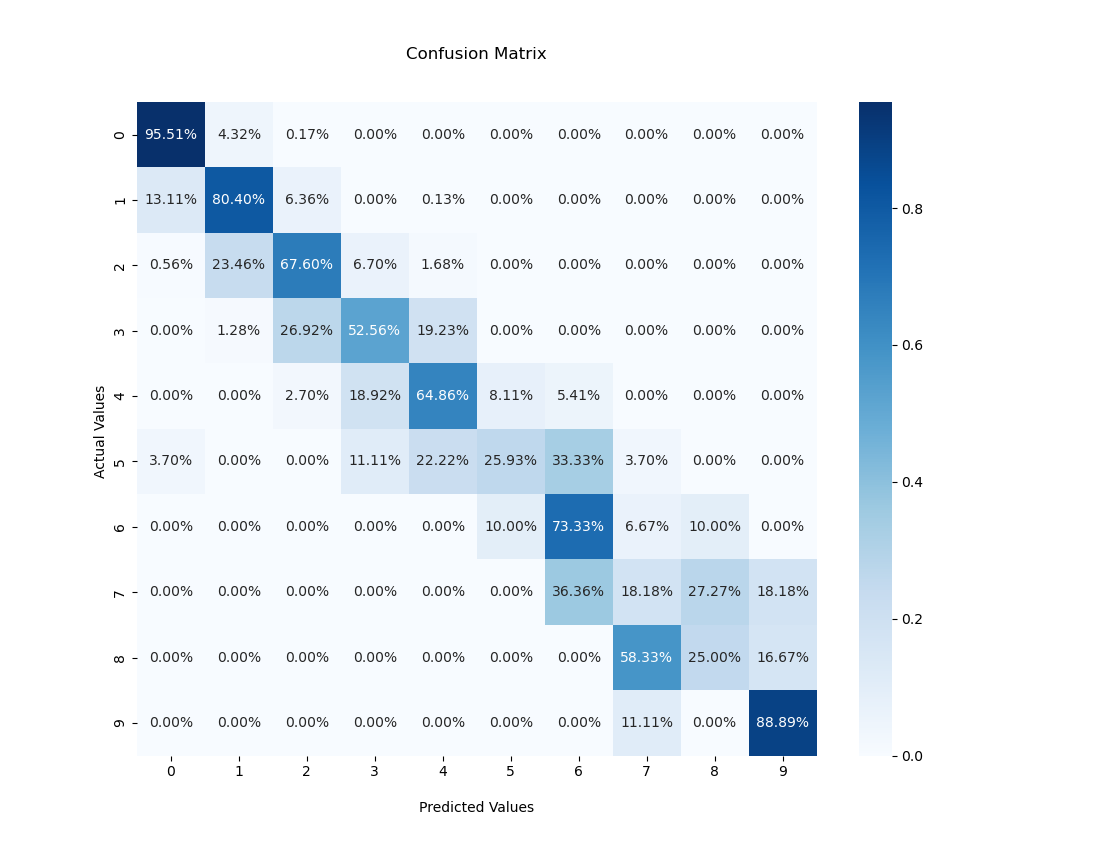 Confusion Matrix
0 95.51% 4.32% 0.17% 0.00% 0.00% 0.00% 0.00% 0.00% 0.00% 0.00%
1 13.11% 80.40% 6.36% 0.00% 0.13% 0.00% 0.00% 0.00% 0.00% 0.00%
0.8
2 0.56% 23.46% 67.60% 6.70% 1.68% 0.00% 0.00% 0.00% 0.00% 0.00%
3 0.00% 1.28% 26.92% 52.56% 19.23% 0.00% 0.00% 0.00% 0.00% 0.00%
0.6
4 0.00% 0.00% 2.70% 18.92% 64.86% 8.11% 5.41% 0.00% 0.00% 0.00%
Actual Values
5 3.70% 0.00% 0.00% 11.11% 22.22% 25.93% 33.33% 3.70% 0.00% 0.00%
0.4
6 0.00% 0.00% 0.00% 0.00% 0.00% 10.00% 73.33% 6.67% 10.00% 0.00%
7 0.00% 0.00% 0.00% 0.00% 0.00% 0.00% 36.36% 18.18% 27.27% 18.18%
0.2
8 0.00% 0.00% 0.00% 0.00% 0.00% 0.00% 0.00% 58.33% 25.00% 16.67%
9 0.00% 0.00% 0.00% 0.00% 0.00% 0.00% 0.00% 11.11% 0.00% 88.89%
0.0
0 1 2 3 4 5 6 7 8 9
Predicted Values